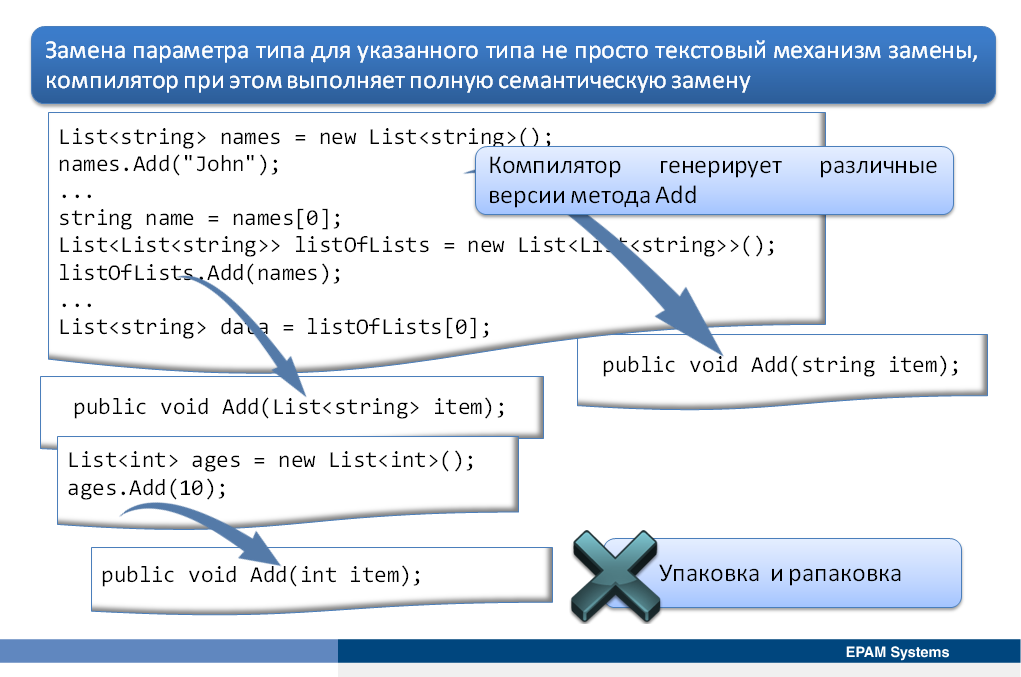 Замена параметра типа для указанного типа не просто текстовый механизм замены,
компилятор при этом выполняет полную семантическую замену
List<string> names = new List<string>();
names.Add("John");
...
string name = names[0];
List<List<string>> listOfLists = new List<List<string>>();
listOfLists.Add(names);
...
List<string> data = listOfLists[0];
Компилятор генерирует различные
версии метода Add
public void Add(string item);
public void Add(List<string> item);
List<int> ages = new List<int>();
ages.Add(10);
public void Add(int item);
Упаковка и рапаковка
EPAM Systems